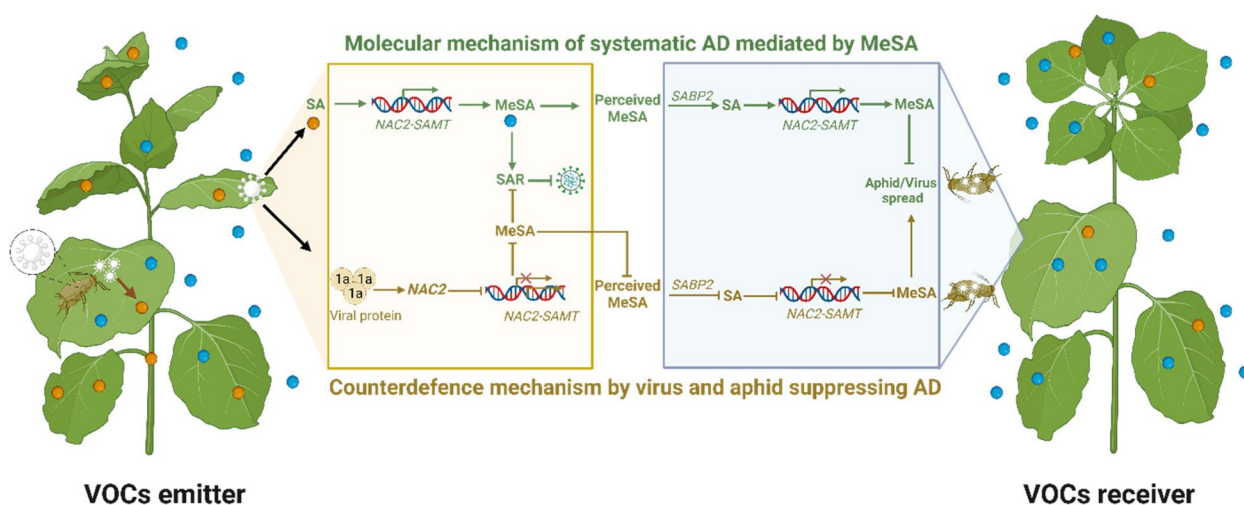 Molecular mechanism of systematic AD mediated by MeSA
SA
NAC2-SAMT
MeSA
Perceived
MeSA
SABP2
SA
NAC2-SAMT
MeSA
SAR
Aphid/Virus
spread
MeSA
1a
1a
1a
Viral protein
NAC2
NAC2-SAMT
Perceived
MeSA
SABP2
SA
NAC2-SAMT
MeSA
Counterdefence mechanism by virus and aphid suppressing AD
VOCs emitter
VOCs receiver